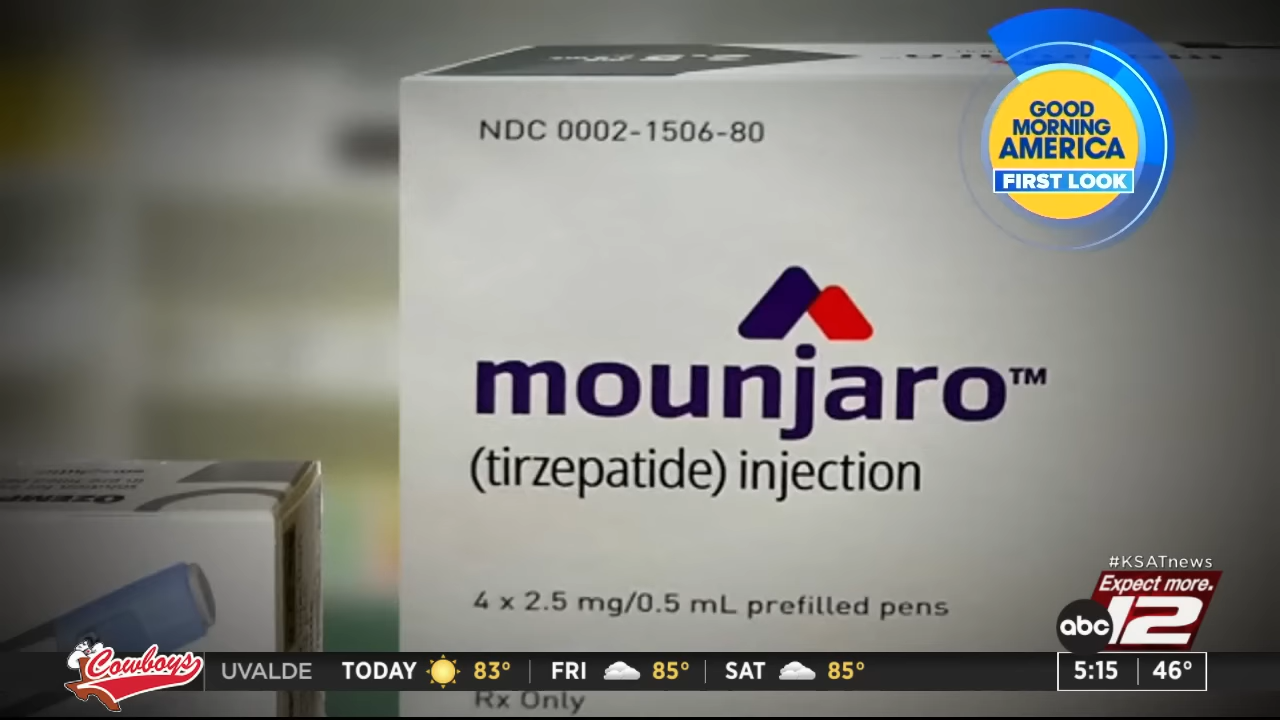 NDC 0002-1506-80
GOOD
MORNING
AMERICA
FIRST LOOK
mounjaro™
(tirzepatide) injection
4 x 2.5 mg/0.5 mL prefilled pens
Rx Only
#KSATnews
Expect more.
abc 12
Cowboys UVALDE TODAY 83° FRI 85° SAT 85° 5:15 46°